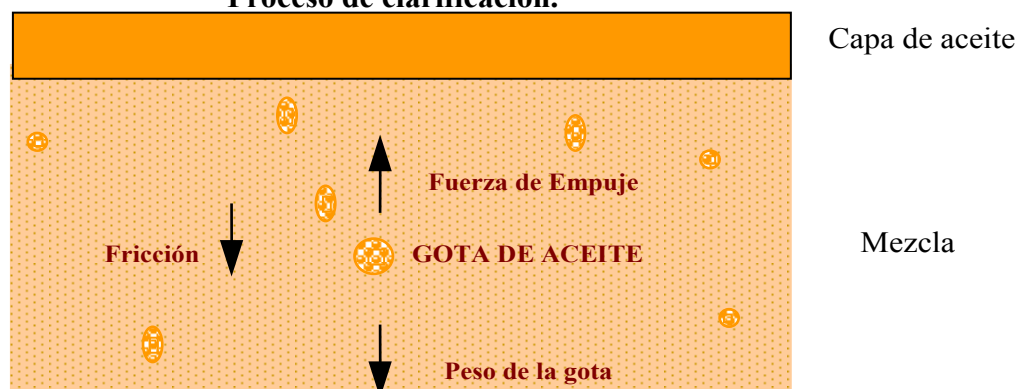 Proceso de clarificación.
Capa de aceite
Fuerza de Empuje
Fricción
GOTA DE ACEITE
Mezcla
Peso de la gota